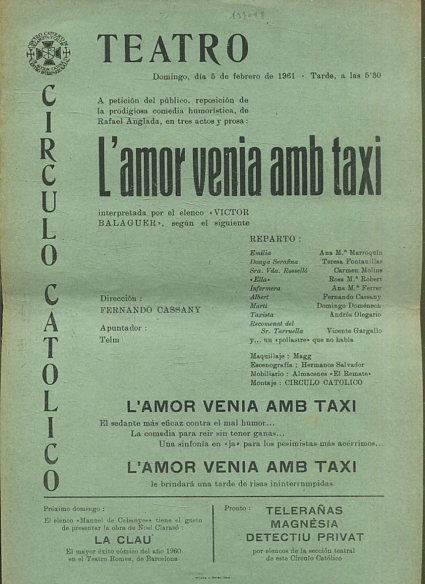 TEATRO
CIRCULO CATOLICO
Domingo, día 5 de febrero de 1961 · Tarde, a las 5'30
A petición del público, reposición de
la prodigiosa comedia humorística, de
Rafael Anglada, en tres actos y prosa :
L'amor venia amb taxi
interpretada por el elenco «VICTOR
BALAGUER», según el siguiente
REPARTO :
Emilia Ana M.ª Marroquin
Donya Serafina Teresa Fontanillas
Sra. Vda. Rosselló Carmen Molins
«Ella» Rosa M.ª Robert
Infermera Ana M.ª Ferrer
Albert Fernando Cassany
Martí Domingo Domènech
Taxista Andrés Olegario
Recomenat del
Sr. Torruella Vicente Gargallo
y... un «pollastre» que no habla
Dirección :
FERNANDO CASSANY
Apuntador :
Telm
Maquillaje : Magg
Escenografía : Hermanos Salvador
Mobiliario : Almacenes «El Remate»
Montaje : CIRCULO CATOLICO
L'AMOR VENIA AMB TAXI
El sedante más eficaz contra el mal humor...
La comedia para reir sin tener ganas...
Una sinfonía en «ja» para los pesimistas más acérrimos...
L'AMOR VENIA AMB TAXI
le brindará una tarde de risas ininterrumpidas
Próximo domingo :
El elenco «Manuel de Cabanyes» tiene el gusto
de presentar la obra de Noel Clarasó :
LA CLAU
El mayor éxito cómico del año 1960
en el Teatro Romea, de Barcelona
Pronto :
TELERAÑAS
MAGNÈSIA
DETECTIU PRIVAT
por elencos de la sección teatral
de este Círculo Católico